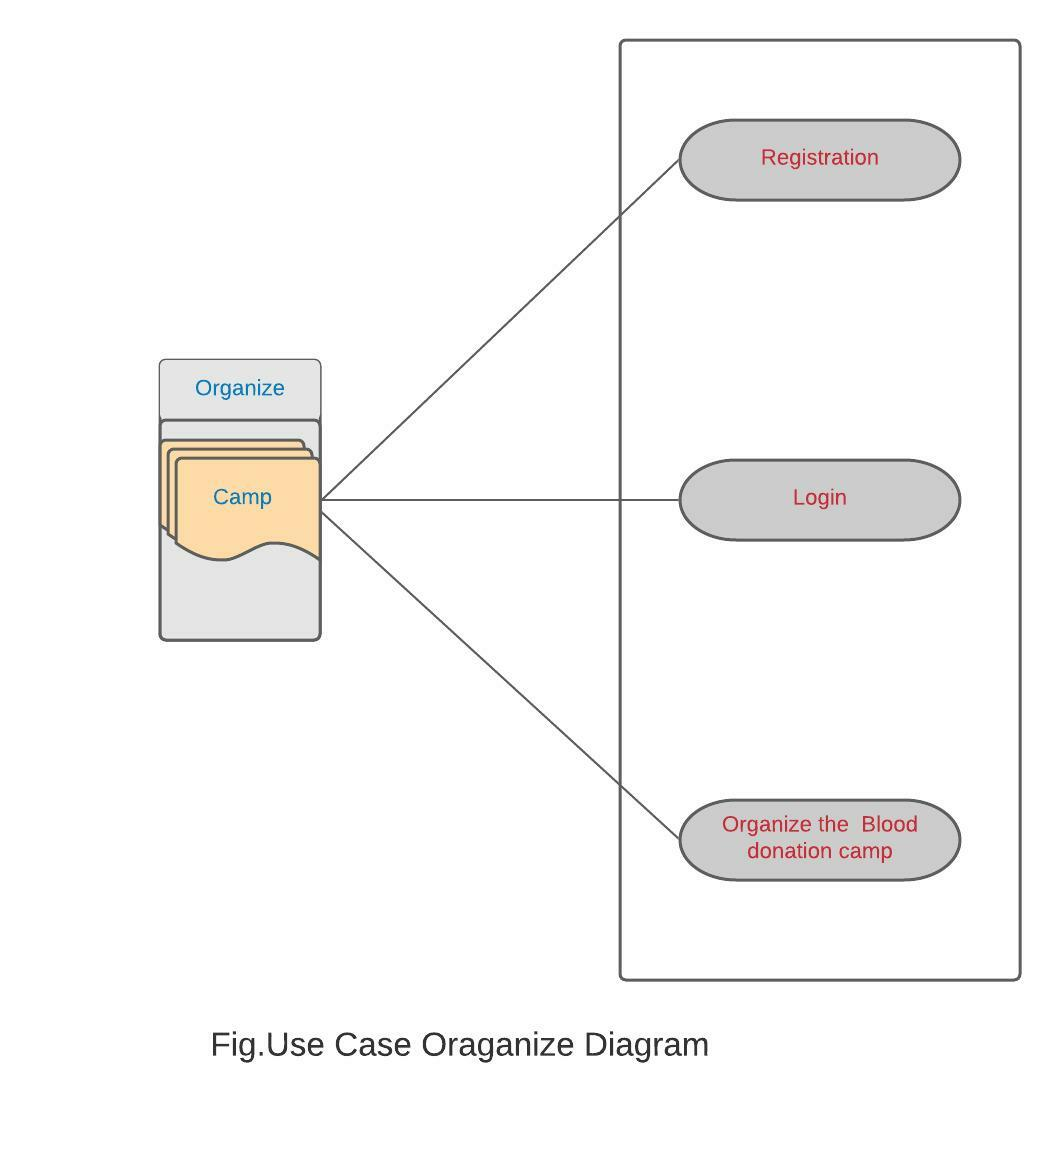 Registration
Organize
Camp
Login
Organize the  Blood
donation camp
Fig.Use Case Oraganize Diagram